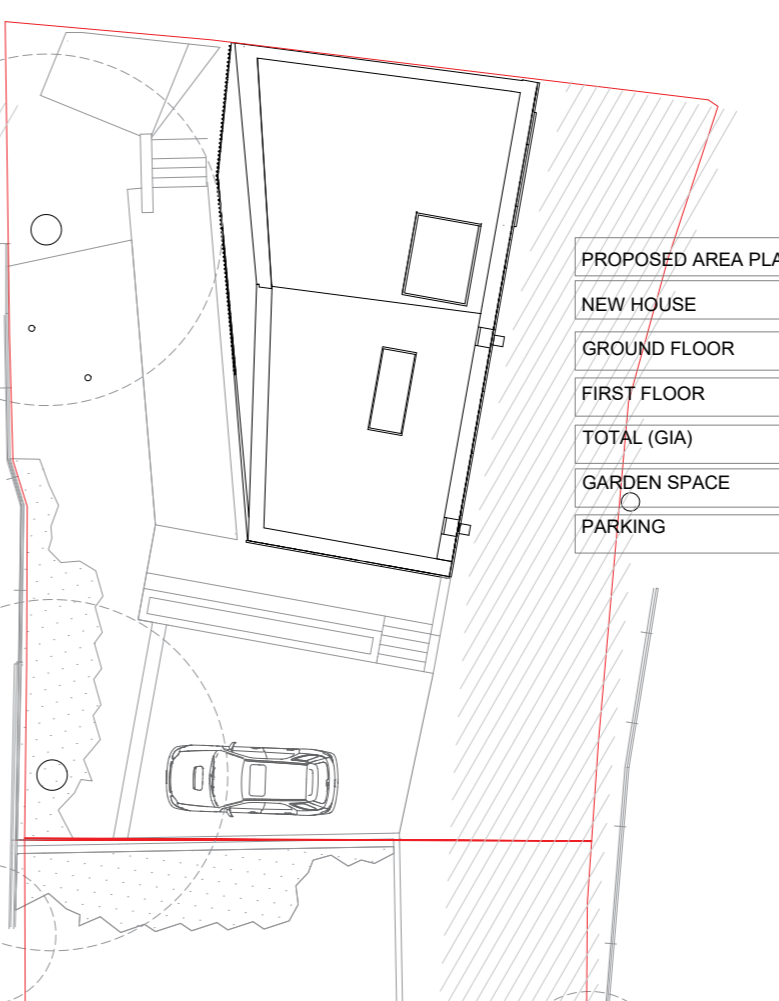 PROPOSED AREA PLA
NEW HOUSE
GROUND FLOOR
FIRST FLOOR
TOTAL (GIA)
GARDEN SPACE
PARKING